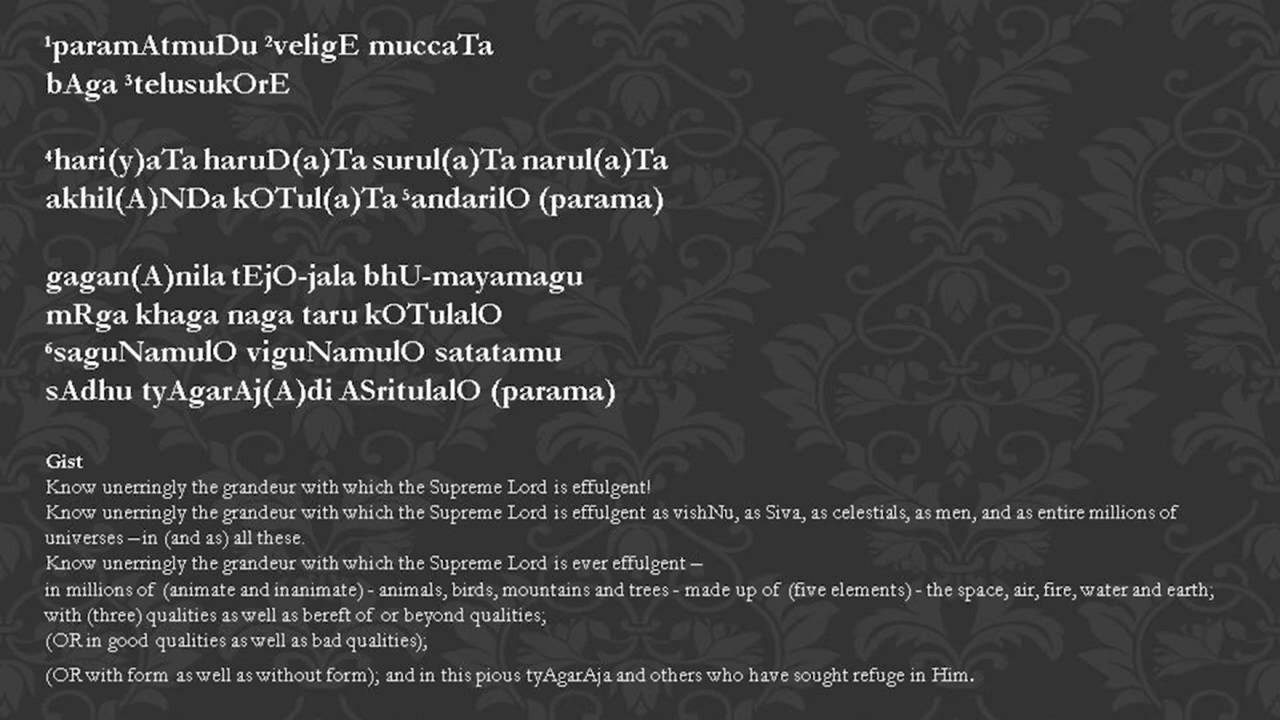 ¹paramAtmuDu ²veligE muccaTa
bAga ³telusukOrE
⁴hari(y)aTa haruD(a)Ta surul(a)Ta narul(a)Ta
akhil(A)NDa kOTul(a)Ta ⁵andarilO (parama)
gagan(A)nila tEjO-jala bhU-mayamagu
mRga khaga naga taru kOTulalO
⁶saguNamulO viguNamulO satatamu
sAdhu tyAgarAj(A)di ASritulalO (parama)
Gist
Know unerringly the grandeur with which the Supreme Lord is effulgent!
Know unerringly the grandeur with which the Supreme Lord is effulgent as vishNu, as Siva, as celestials, as men, and as entire millions of
universes – in (and as) all these.
Know unerringly the grandeur with which the Supreme Lord is ever effulgent –
in millions of (animate and inanimate) - animals, birds, mountains and trees - made up of (five elements) - the space, air, fire, water and earth;
with (three) qualities as well as bereft of or beyond qualities;
(OR in good qualities as well as bad qualities);
(OR with form as well as without form); and in this pious tyAgarAja and others who have sought refuge in Him.